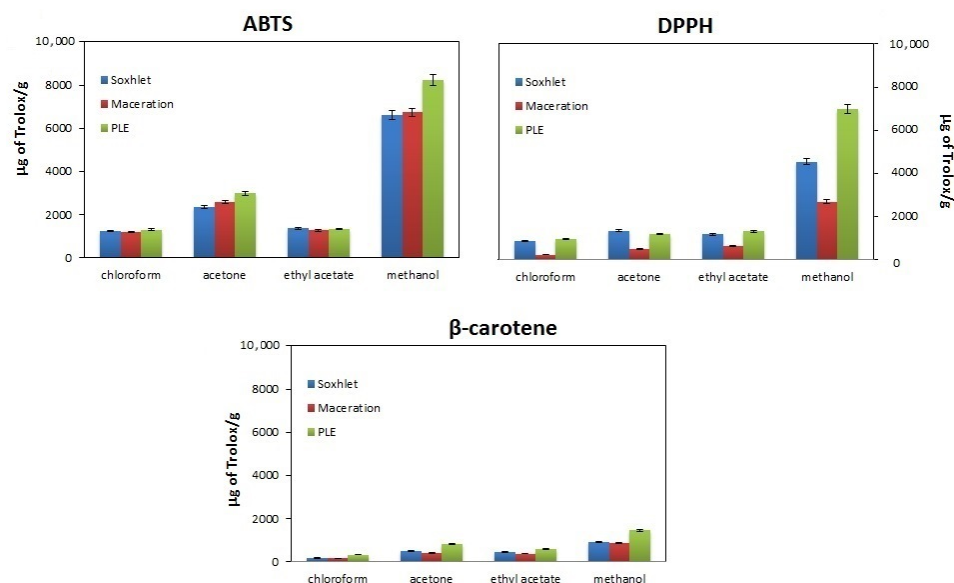 ABTS
10,000
8000
6000
4000
2000
0
µg of Trolox/g
Soxhlet
Maceration
PLE
chloroform acetone ethyl acetate methanol
DPPH
10,000
8000
6000
4000
2000
0
µg of Trolox/g
Soxhlet
Maceration
PLE
chloroform acetone ethyl acetate methanol
β-carotene
10,000
8000
6000
4000
2000
0
µg of Trolox/g
Soxhlet
Maceration
PLE
chloroform acetone ethyl acetate methanol